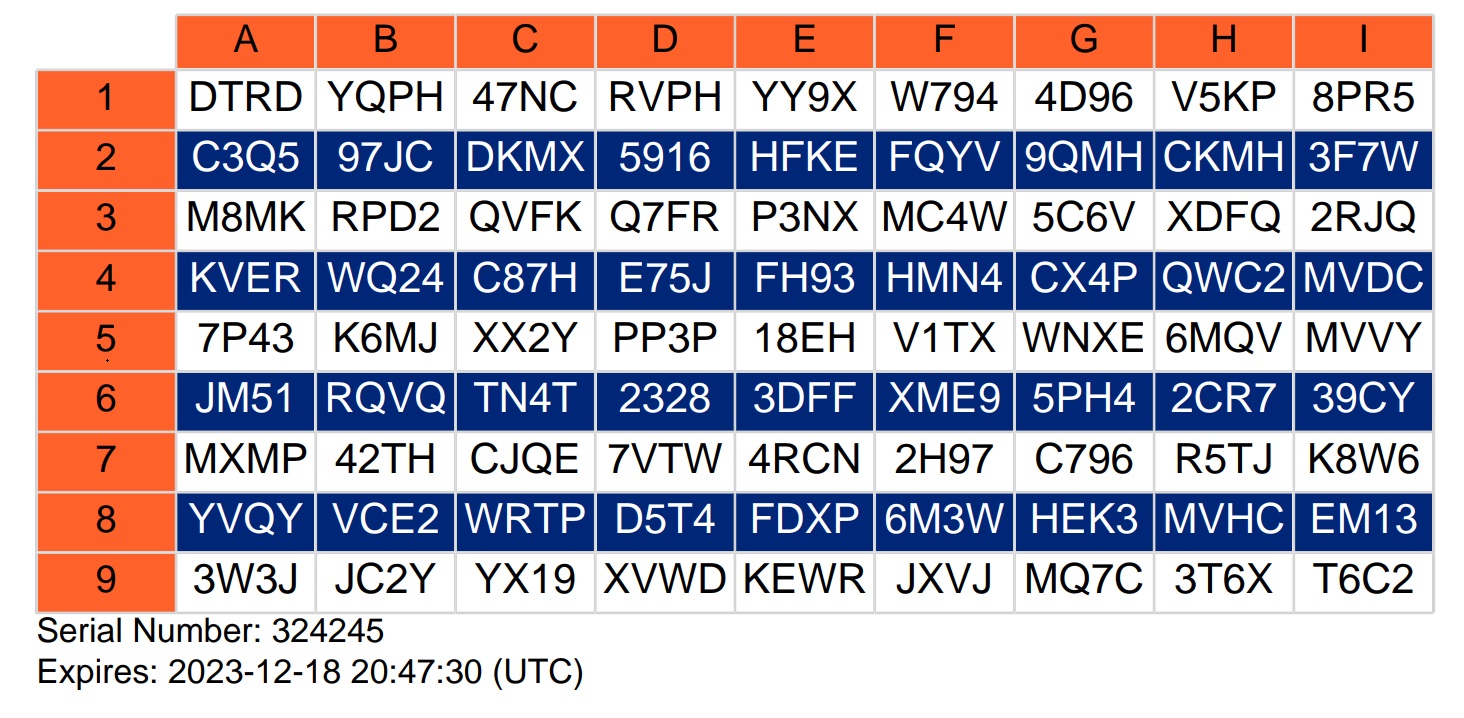 A B C D E F G H I
1 DTRD YQPH 47NC RVPH YY9X W794 4D96 V5KP 8PR5
2 C3Q5 97JC DKMX 5916 HFKE FQYV 9QMH CKMH 3F7W
3 M8MK RPD2 QVFK Q7FR P3NX MC4W 5C6V XDFQ 2RJQ
4 KVER WQ24 C87H E75J FH93 HMN4 CX4P QWC2 MVDC
5 7P43 K6MJ XX2Y PP3P 18EH V1TX WNXE 6MQV MVVY
6 JM51 RQVQ TN4T 2328 3DFF XME9 5PH4 2CR7 39CY
7 MXMP 42TH CJQE 7VTW 4RCN 2H97 C796 R5TJ K8W6
8 YVQY VCE2 WRTP D5T4 FDXP 6M3W HEK3 MVHC EM13
9 3W3J JC2Y YX19 XVWD KEWR JXVJ MQ7C 3T6X T6C2
Serial Number: 324245
Expires: 2023-12-18 20:47:30 (UTC)